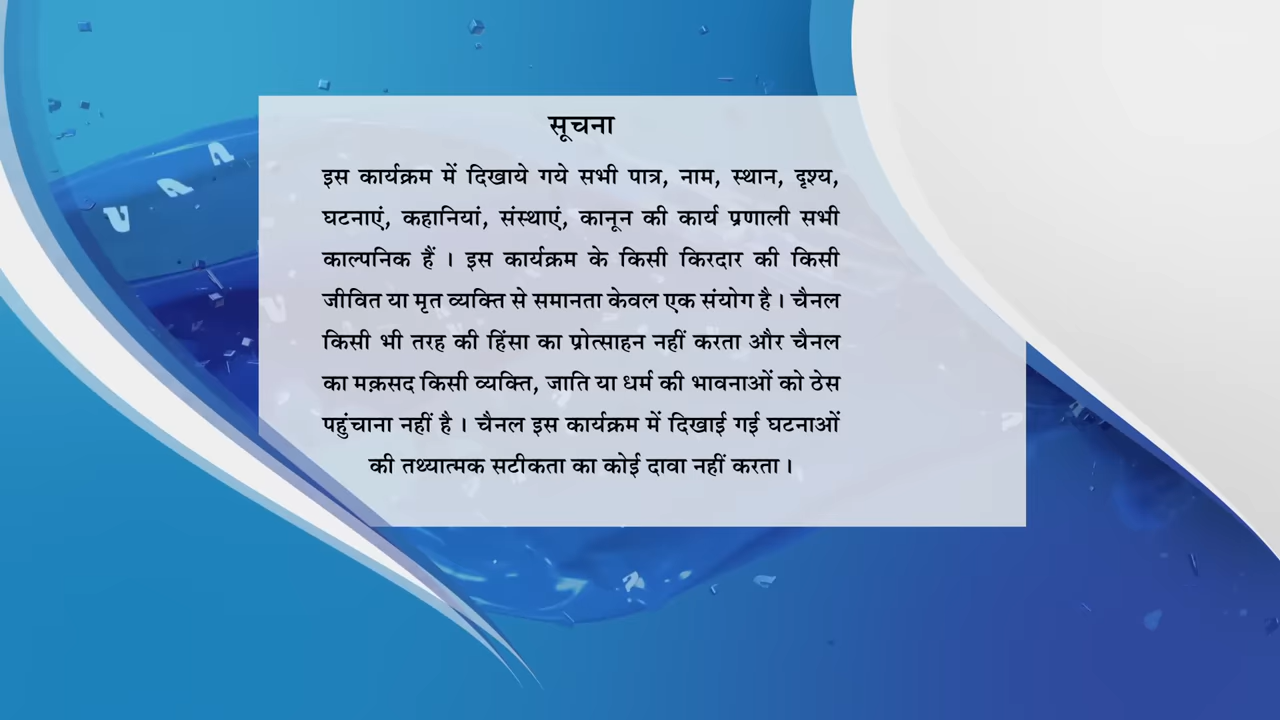 सूचना
इस कार्यक्रम में दिखाये गये सभी पात्र, नाम, स्थान, दृश्य,
घटनाएं, कहानियां, संस्थाएं, कानून की कार्य प्रणाली सभी
काल्पनिक हैं । इस कार्यक्रम के किसी किरदार की किसी
जीवित या मृत व्यक्ति से समानता केवल एक संयोग है । चैनल
किसी भी तरह की हिंसा का प्रोत्साहन नहीं करता और चैनल
का मक़सद किसी व्यक्ति, जाति या धर्म की भावनाओं को ठेस
पहुंचाना नहीं है । चैनल इस कार्यक्रम में दिखाई गई घटनाओं
की तथ्यात्मक सटीकता का कोई दावा नहीं करता ।